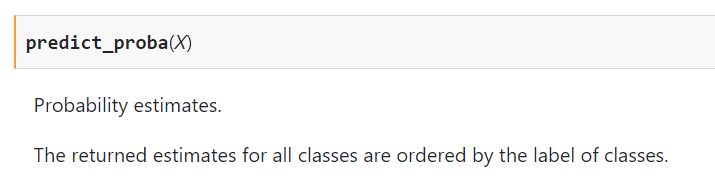 predict_proba(X)
Probability estimates.
The returned estimates for all classes are ordered by the label of classes.